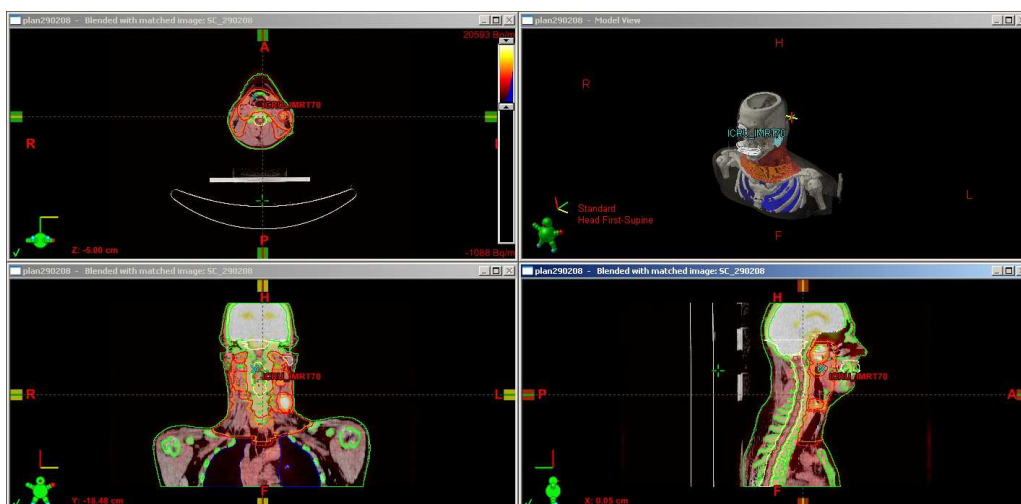 plan290208 - Blended with matched image: SC_290208
20593 Bq/m
A
ICRU_IMRT70
R
P
Z: -5.00 cm
-1088 Bq/m
plan290208 - Model View
H
R
ICRU_IMRT70
L
Standard
Head First-Supine
F
plan290208 - Blended with matched image: SC_290208
H
ICRU_IMRT70
R
L
F
Y: -18.48 cm
plan290208 - Blended with matched image: SC_290208
H
ICRU_IMRT70
P
A
F
X: 0.05 cm